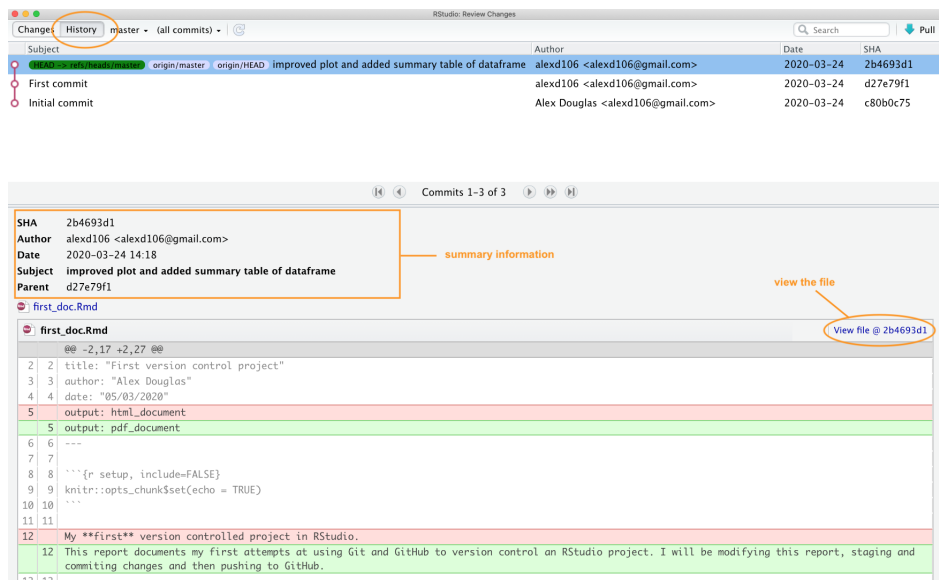 RStudio: Review Changes
Changes History master (all commits) Search Pull
Subject Author Date SHA
HEAD -> refs/heads/master origin/master origin/HEAD improved plot and added summary table of dataframe alexd106 <alexd106@gmail.com> 2020-03-24 2b4693d1
First commit alexd106 <alexd106@gmail.com> 2020-03-24 d27e79f1
Initial commit Alex Douglas <alexd106@gmail.com> 2020-03-24 c80b0c75
Commits 1-3 of 3
SHA 2b4693d1
Author alexd106 <alexd106@gmail.com>
Date 2020-03-24 14:18
Subject improved plot and added summary table of dataframe
Parent d27e79f1
summary information
view the file
first_doc.Rmd
first_doc.Rmd View file @ 2b4693d1
@@ -2,17 +2,27 @@
2 2 title: "First version control project"
3 3 author: "Alex Douglas"
4 4 date: "05/03/2020"
5 output: html_document
5 output: pdf_document
6 6 ---
7 7
8 8 ```{r setup, include=FALSE}
9 9 knitr::opts_chunk$set(echo = TRUE)
10 10 ```
11 11
12 My **first** version controlled project in RStudio.
12 This report documents my first attempts at using Git and GitHub to version control an RStudio project. I will be modifying this report, staging and
commiting changes and then pushing to GitHub.
13 13